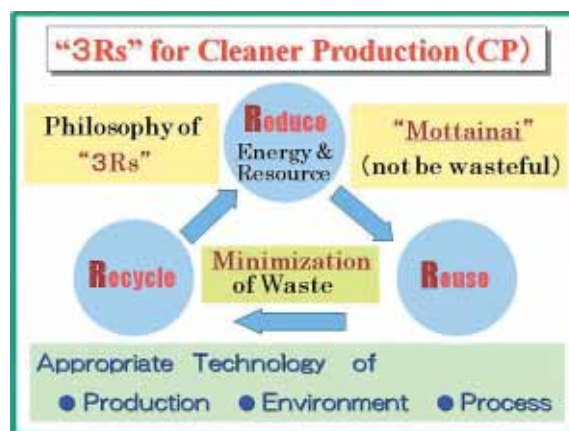 “3Rs” for Cleaner Production(CP)
Philosophy of
“3Rs”
Reduce
Energy &
Resource
“Mottainai”
(not be wasteful)
Recycle
Minimization
of Waste
Reuse
Appropriate Technology of
● Production ● Environment ● Process